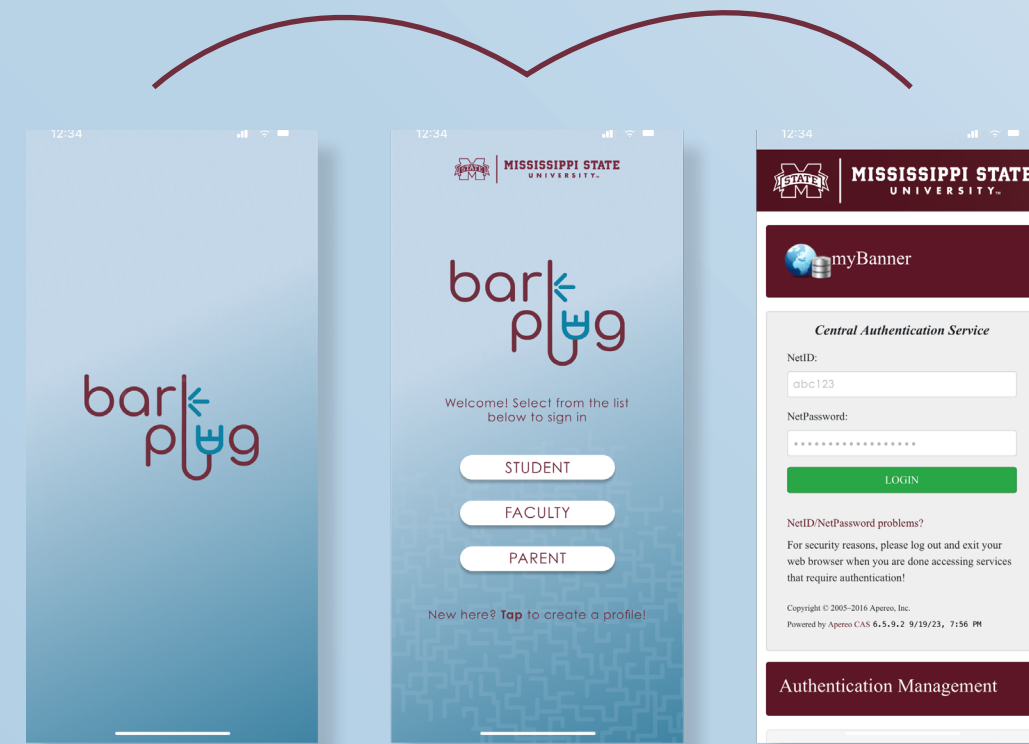 12:34
bark
plug
12:34
STATE
MISSISSIPPI STATE
UNIVERSITY™
bark
plug
Welcome! Select from the list
below to sign in
STUDENT
FACULTY
PARENT
New here? Tap to create a profile!
12:34
STATE
MISSISSIPPI STATE
UNIVERSITY™
myBanner
Central Authentication Service
NetID:
abc123
NetPassword:
LOGIN
NetID/NetPassword problems?
For security reasons, please log out and exit your
web browser when you are done accessing services
that require authentication!
Copyright © 2005–2016 Apereo, Inc.
Powered by Apereo CAS 6.5.9.2 9/19/23, 7:56 PM
Authentication Management